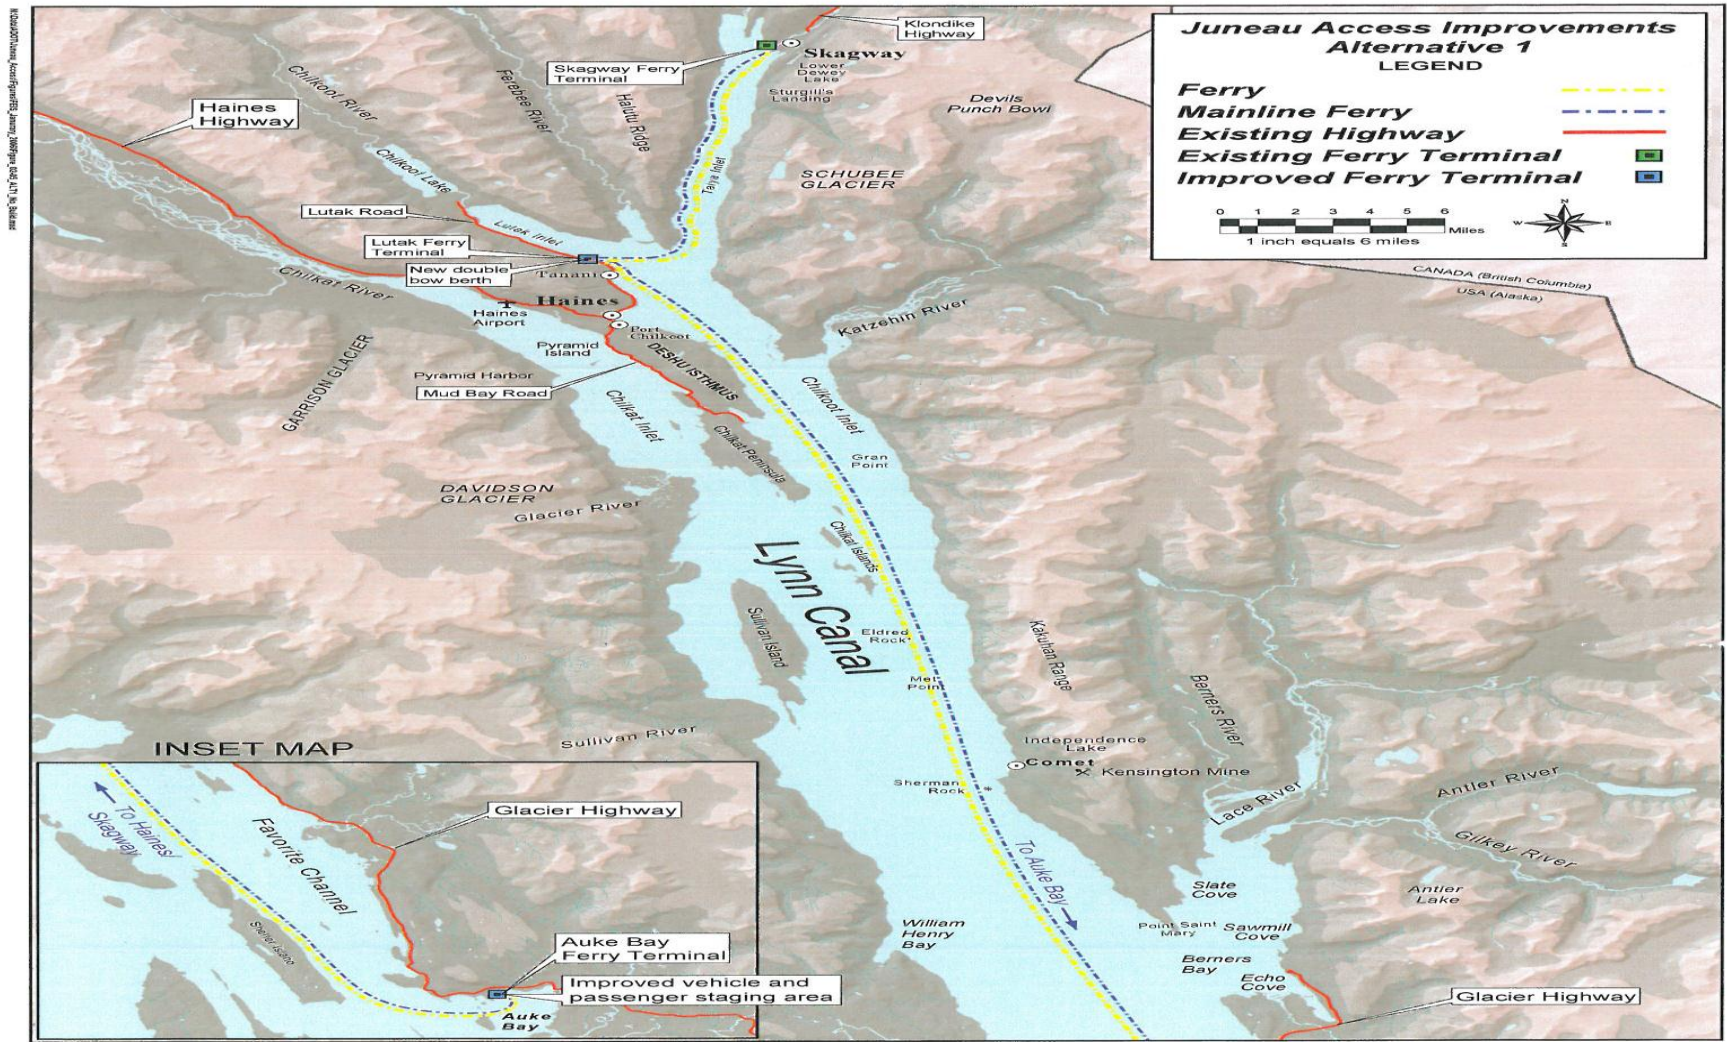 Juneau Access Improvements
Alternative 1
LEGEND
Ferry
Mainline Ferry
Existing Highway
Existing Ferry Terminal
Improved Ferry Terminal
0 1 2 3 4 5 6
Miles
1 inch equals 6 miles
N
W
E
S
Klondike
Highway
Skagway
Skagway Ferry
Terminal
Lower
Dewey
Lake
Sturgill's
Landing
Devils
Punch Bowl
Chilkoot River
Ferebee River
Halutu Ridge
Haines
Highway
Chilkoot Lake
Taiya Inlet
SCHUBEE
GLACIER
Lutak Road
Lutak Inlet
Lutak Ferry
Terminal
New double
bow berth
Tanani
Chilkat River
Haines
Haines
Airport
Port
Chilkoot
CANADA (British Columbia)
USA (Alaska)
Katzehin River
Pyramid
Island
DESHU ISTHMUS
GARRISON GLACIER
Pyramid Harbor
Mud Bay Road
Chilkat Inlet
Chilkoot Inlet
Chilkat Peninsula
Gran
Point
DAVIDSON
GLACIER
Glacier River
Chilkat Islands
Lynn Canal
Sullivan Island
Eldred
Rock
Met
Point
Kakuhan Range
Berners River
Sullivan River
Independence
Lake
Comet
Kensington Mine
Sherman
Rock
Lace River
Antler River
Gilkey River
To Auke Bay
Slate
Cove
Antler
Lake
William
Henry
Bay
Point Saint
Mary
Sawmill
Cove
Berners
Bay
Echo
Cove
Glacier Highway
INSET MAP
To Haines/
Skagway
Glacier Highway
Favorite Channel
Shelter Island
Auke Bay
Ferry Terminal
Improved vehicle and
passenger staging area
Auke
Bay